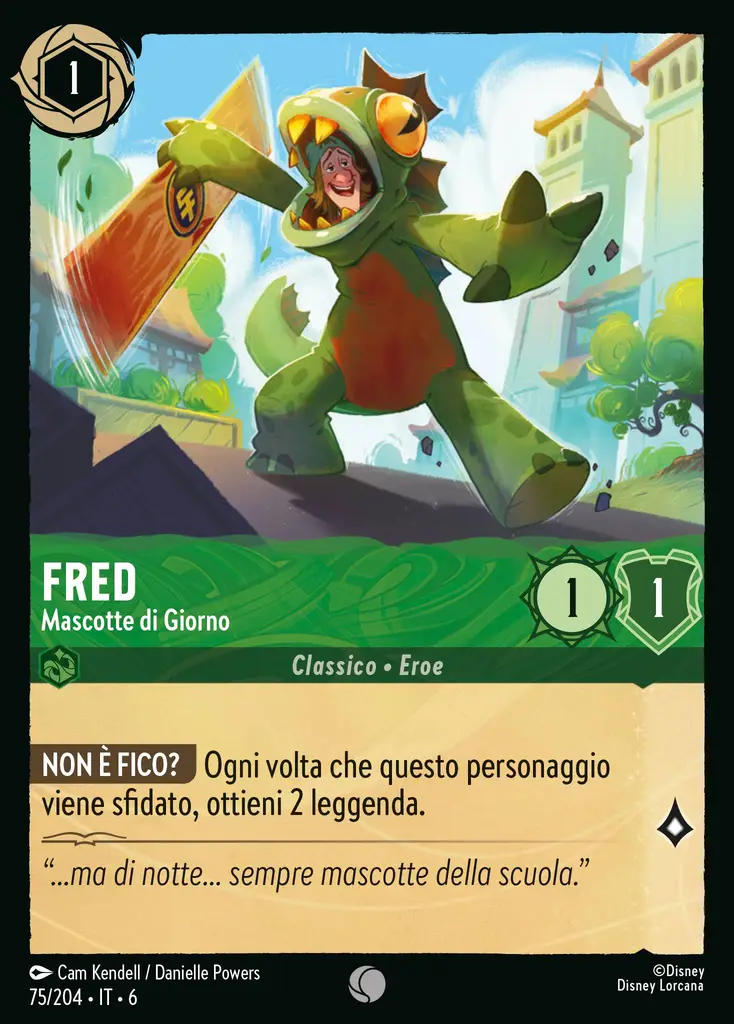 1
SF
FRED
Mascotte di Giorno
1 1
Classico • Eroe
NON È FICO? Ogni volta che questo personaggio
viene sfidato, ottieni 2 leggenda.
“...ma di notte... sempre mascotte della scuola.”
Cam Kendell / Danielle Powers
75/204 • IT • 6
©Disney
Disney Lorcana